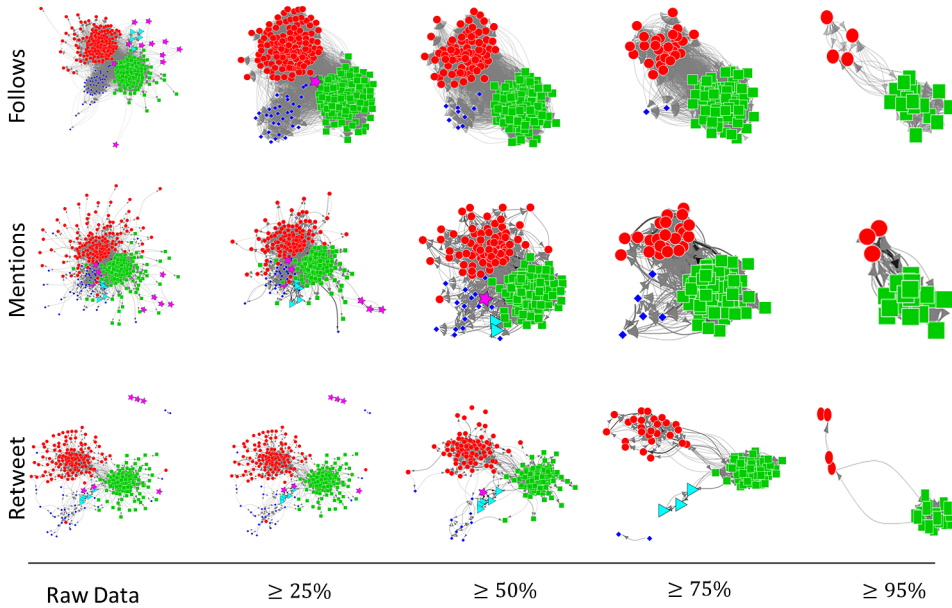 Follows
Mentions
Retweet
Raw Data ≥ 25% ≥ 50% ≥ 75% ≥ 95%